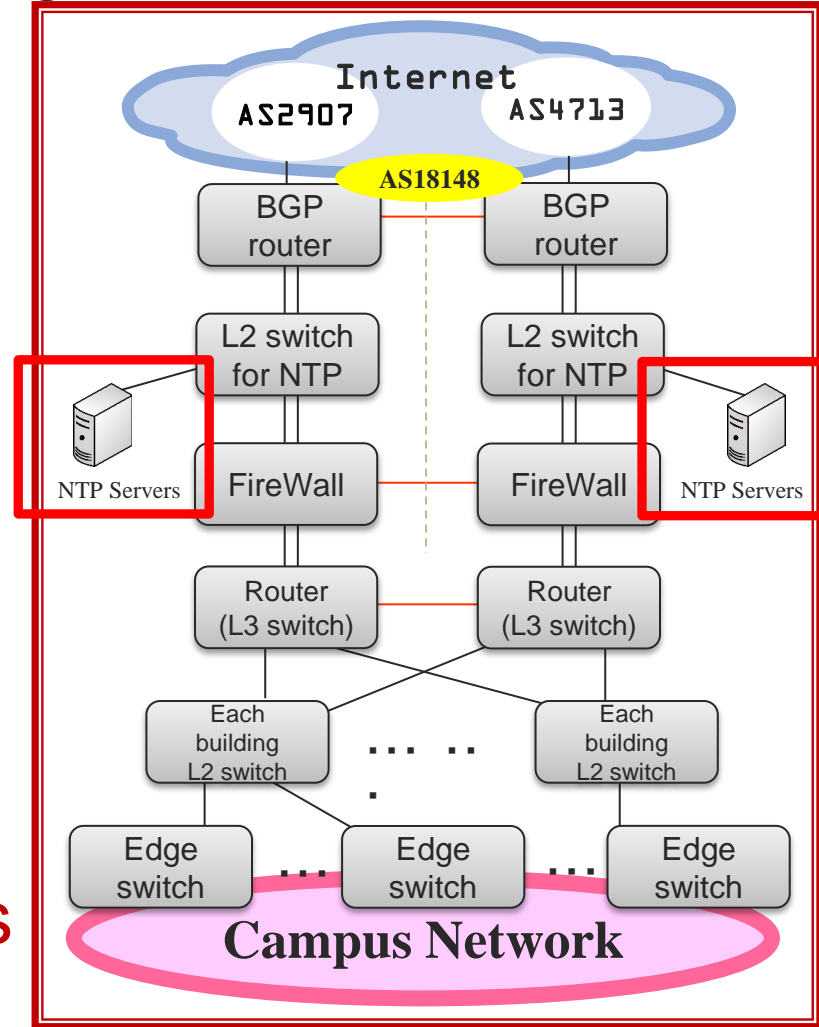 Internet
AS2907
AS4713
AS18148
BGP
router
BGP
router
L2 switch
for NTP
L2 switch
for NTP
NTP Servers
FireWall
FireWall
NTP Servers
Router
(L3 switch)
Router
(L3 switch)
Each
building
L2 switch
... ..
.
Each
building
L2 switch
Edge
switch
...
Edge
switch
...
Edge
switch
s
Campus Network